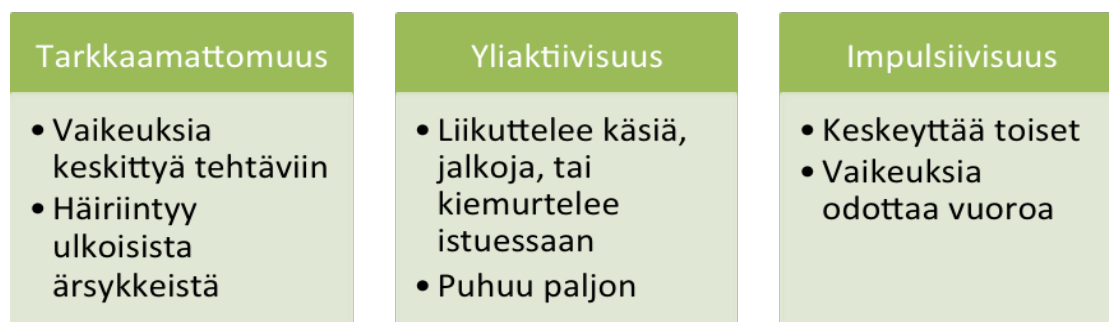 Tarkkaamattomuus
• Vaikeuksia
keskittyä tehtäviin
• Häiriintyy
ulkoisista
ärsykkeistä
Yliaktiivisuus
• Liikuttelee käsiä,
jalkoja, tai
kiemurtelee
istuessaan
• Puhuu paljon
Impulsiivisuus
• Keskeyttää toiset
• Vaikeuksia
odottaa vuoroa